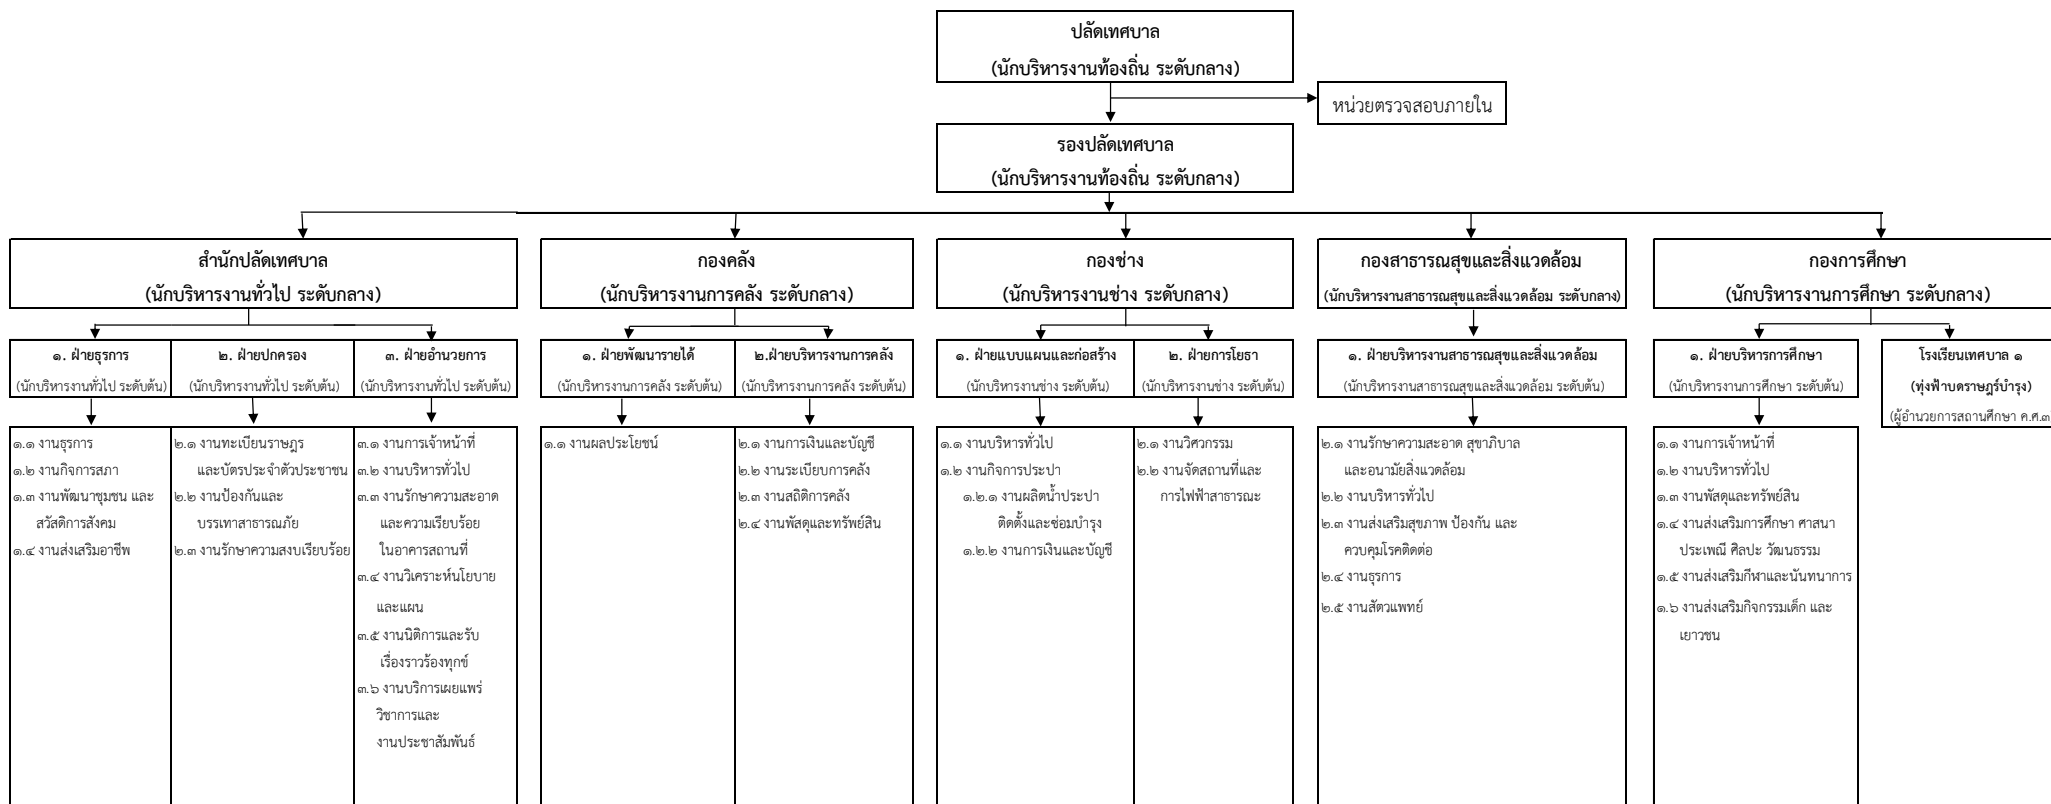 ปลัดเทศบาล
(นักบริหารงานท้องถิ่น ระดับกลาง)
หน่วยตรวจสอบภายใน
รองปลัดเทศบาล
(นักบริหารงานท้องถิ่น ระดับกลาง)
สำนักปลัดเทศบาล
(นักบริหารงานทั่วไป ระดับกลาง)
๑. ฝ่ายธุรการ
(นักบริหารงานทั่วไป ระดับต้น)
๑.๑ งานธุรการ
๑.๒ งานกิจการสภา
๑.๓ งานพัฒนาชุมชน และ
สวัสดิการสังคม
๑.๔ งานส่งเสริมอาชีพ
๒. ฝ่ายปกครอง
(นักบริหารงานทั่วไป ระดับต้น)
๒.๑ งานทะเบียนราษฎร
และบัตรประจำตัวประชาชน
๒.๒ งานป้องกันและ
บรรเทาสาธารณภัย
๒.๓ งานรักษาความสงบเรียบร้อย
๓. ฝ่ายอำนวยการ
(นักบริหารงานทั่วไป ระดับต้น)
๓.๑ งานการเจ้าหน้าที่
๓.๒ งานบริหารทั่วไป
๓.๓ งานรักษาความสะอาด
และความเรียบร้อย
ในอาคารสถานที่
๓.๔ งานวิเคราะห์นโยบาย
และแผน
๓.๕ งานนิติการและรับ
เรื่องราวร้องทุกข์
๓.๖ งานบริการเผยแพร่
วิชาการและ
งานประชาสัมพันธ์
กองคลัง
(นักบริหารงานการคลัง ระดับกลาง)
๑. ฝ่ายพัฒนารายได้
(นักบริหารงานการคลัง ระดับต้น)
๑.๑ งานผลประโยชน์
๒.ฝ่ายบริหารงานการคลัง
(นักบริหารงานการคลัง ระดับต้น)
๒.๑ งานการเงินและบัญชี
๒.๒ งานระเบียบการคลัง
๒.๓ งานสถิติการคลัง
๒.๔ งานพัสดุและทรัพย์สิน
กองช่าง
(นักบริหารงานช่าง ระดับกลาง)
๑. ฝ่ายแบบแผนและก่อสร้าง
(นักบริหารงานช่าง ระดับต้น)
๑.๑ งานบริหารทั่วไป
๑.๒ งานกิจการประปา
๑.๒.๑ งานผลิตน้ำประปา
ติดตั้งและซ่อมบำรุง
๑.๒.๒ งานการเงินและบัญชี
๒. ฝ่ายการโยธา
(นักบริหารงานช่าง ระดับต้น)
๒.๑ งานวิศวกรรม
๒.๒ งานจัดสถานที่และ
การไฟฟ้าสาธารณะ
กองสาธารณสุขและสิ่งแวดล้อม
(นักบริหารงานสาธารณสุขและสิ่งแวดล้อม ระดับกลาง)
๑. ฝ่ายบริหารงานสาธารณสุขและสิ่งแวดล้อม
(นักบริหารงานสาธารณสุขและสิ่งแวดล้อม ระดับต้น)
๒.๑ งานรักษาความสะอาด สุขาภิบาล
และอนามัยสิ่งแวดล้อม
๒.๒ งานบริหารทั่วไป
๒.๓ งานส่งเสริมสุขภาพ ป้องกัน และ
ควบคุมโรคติดต่อ
๒.๔ งานธุรการ
๒.๕ งานสัตวแพทย์
กองการศึกษา
(นักบริหารงานการศึกษา ระดับกลาง)
๑. ฝ่ายบริหารการศึกษา
(นักบริหารงานการศึกษา ระดับต้น)
๑.๑ งานการเจ้าหน้าที่
๑.๒ งานบริหารทั่วไป
๑.๓ งานพัสดุและทรัพย์สิน
๑.๔ งานส่งเสริมการศึกษา ศาสนา
ประเพณี ศิลปะ วัฒนธรรม
๑.๕ งานส่งเสริมกีฬาและนันทนาการ
๑.๖ งานส่งเสริมกิจกรรมเด็ก และ
เยาวชน
โรงเรียนเทศบาล ๑
(ทุ่งฟ้าบดราษฎร์บำรุง)
(ผู้อำนวยการสถานศึกษา ค.ศ.๓